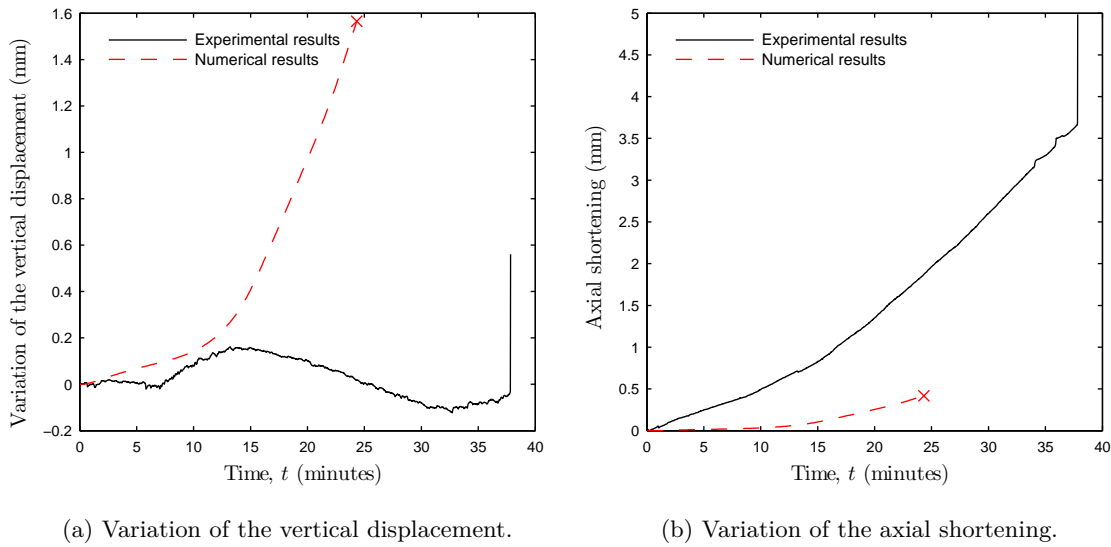 Variation of the vertical displacement (mm)
1.6
1.4
1.2
1
0.8
0.6
0.4
0.2
0
−0.2
Experimental results
Numerical results
0 5 10 15 20 25 30 35 40
Time, t (minutes)
(a) Variation of the vertical displacement.
Axial shortening (mm)
5
4.5
4
3.5
3
2.5
2
1.5
1
0.5
0
Experimental results
Numerical results
0 5 10 15 20 25 30 35 40
Time, t (minutes)
(b) Variation of the axial shortening.